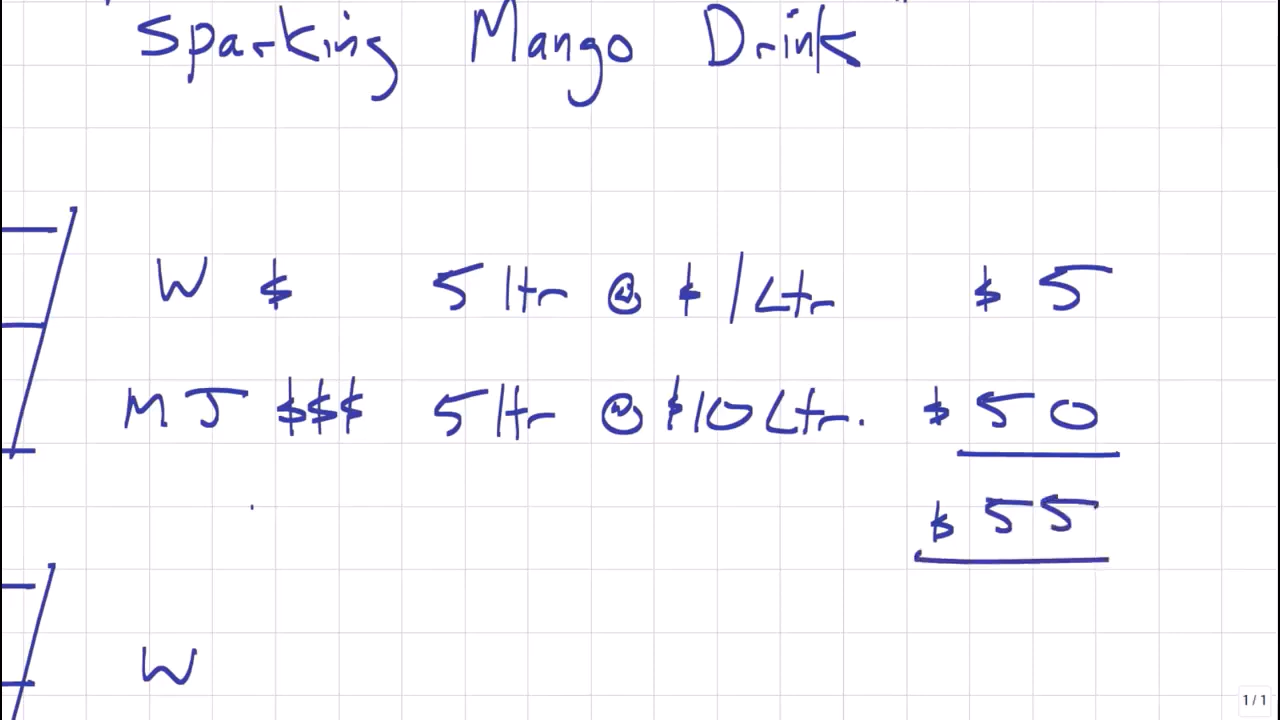 "Sparking Mango Drink"
W $ 5 ltr @ $ /Ltr $ 5
MJ $$$ 5 ltr @ $10 Ltr. $ 50
$ 55
W
1 / 1